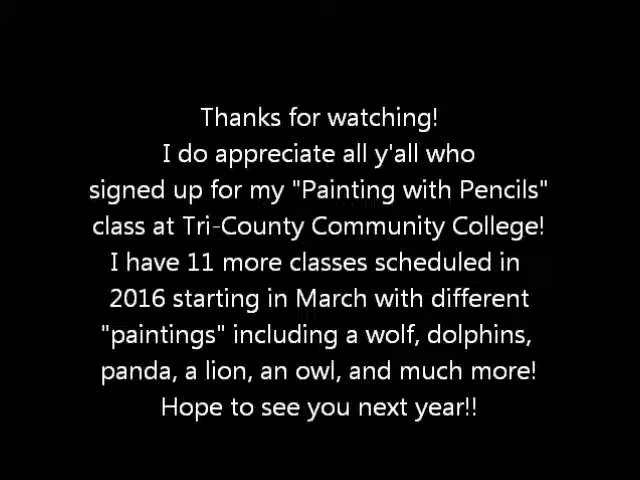 Thanks for watching!
I do appreciate all y'all who
signed up for my "Painting with Pencils"
class at Tri-County Community College!
I have 11 more classes scheduled in
2016 starting in March with different
"paintings" including a wolf, dolphins,
panda, a lion, an owl, and much more!
Hope to see you next year!!